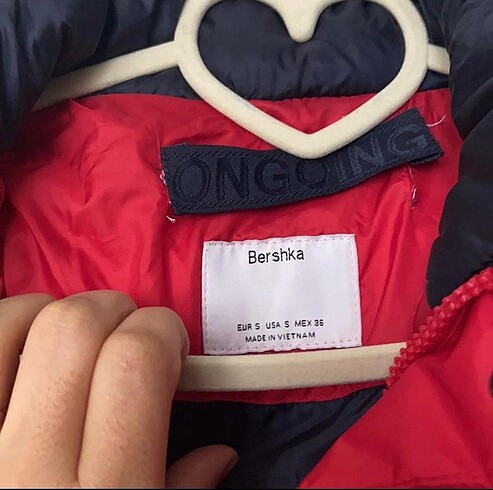 ONGOING
Bershka
EUR S USA S MEX 36
MADE IN VIETNAM